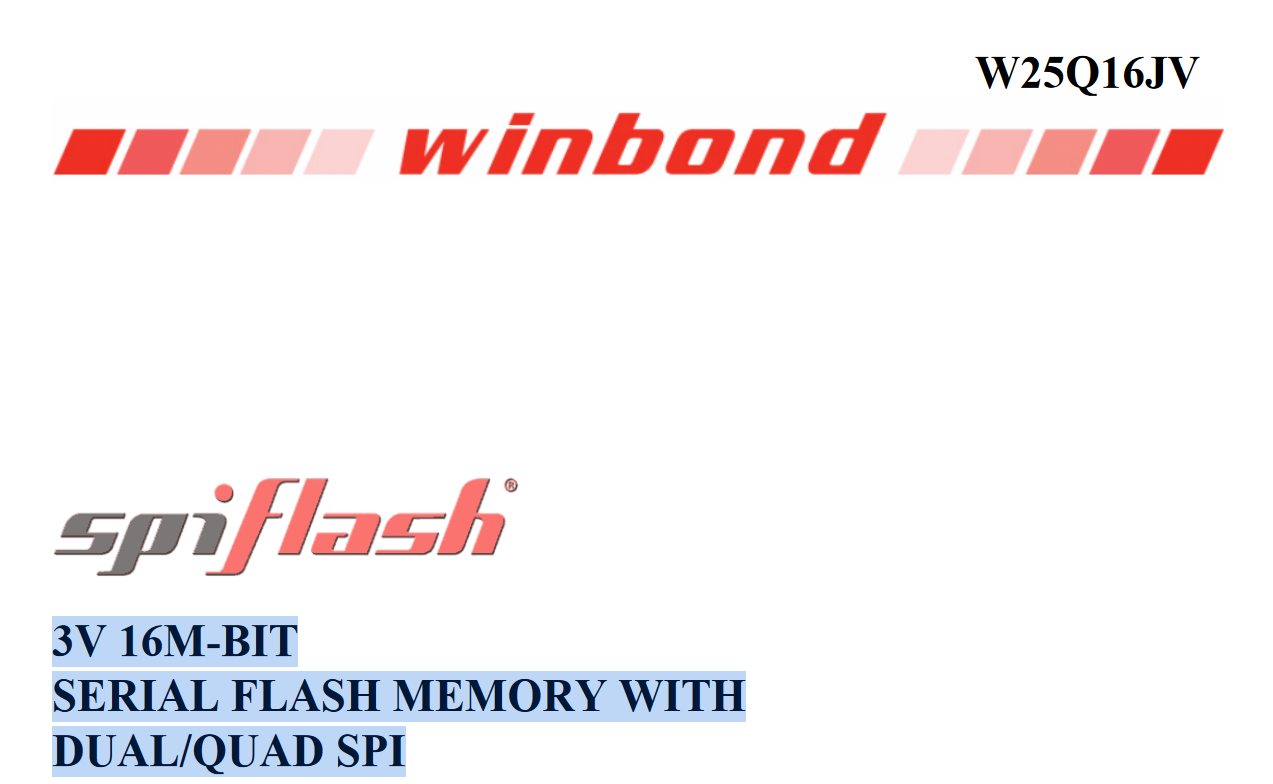 W25Q16JV
winbond
spiflash®
3V 16M-BIT
SERIAL FLASH MEMORY WITH
DUAL/QUAD SPI